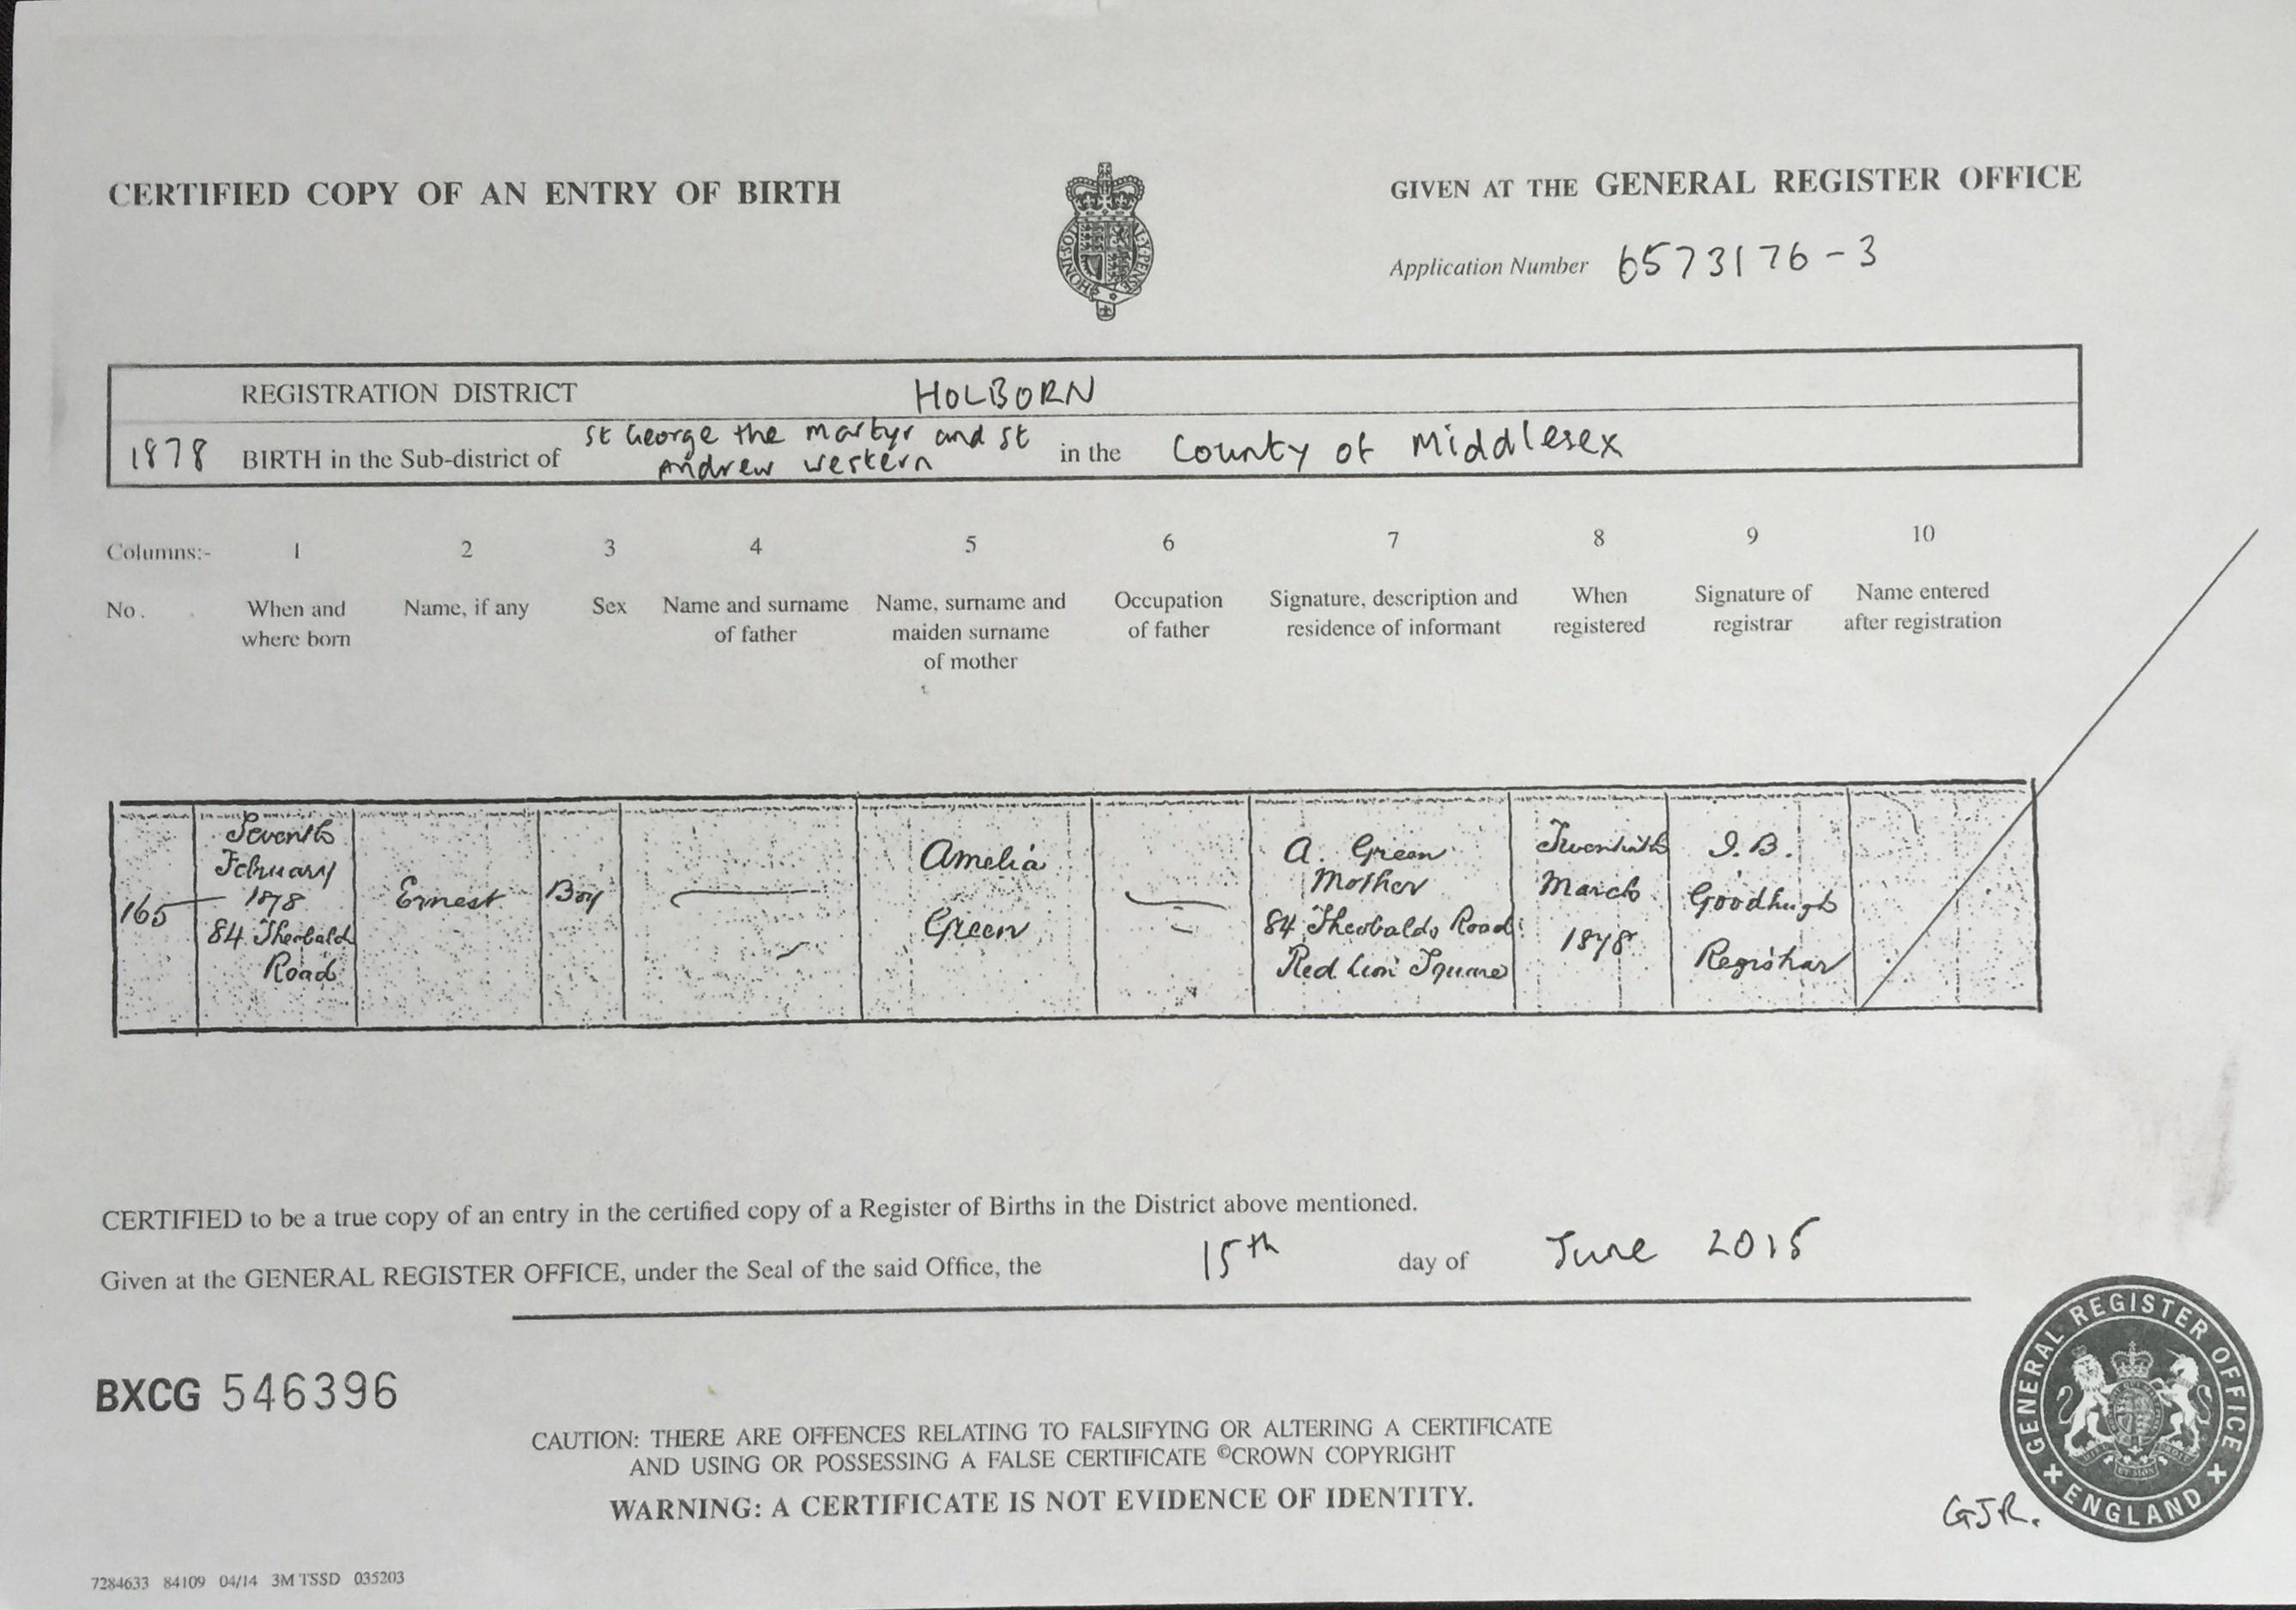 CERTIFIED COPY OF AN ENTRY OF BIRTH
HONI·SOI
AL·Y·PENSE
GIVEN AT THE GENERAL REGISTER OFFICE
Application Number 6573176-3
REGISTRATION DISTRICT HOLBORN
1878 BIRTH in the Sub-district of St George the Martyr and St Andrew Western in the County of Middlesex
Columns:- 1 2 3 4 5 6 7 8 9 10
No. When and where born
Name, if any
Sex
Name and surname of father
Name, surname and maiden surname of mother
Occupation of father
Signature, description and residence of informant
When registered
Signature of registrar
Name entered after registration
165
Seventh
February
1878
84 Theobalds
Road
Ernest
Boy
Amelia
Green
A. Green
Mother
84 Theobalds Road
Red Lion Square
Twentieth
March
1878
Goodhugh
Registrar
CERTIFIED to be a true copy of an entry in the certified copy of a Register of Births in the District above mentioned.
Given at the GENERAL REGISTER OFFICE, under the Seal of the said Office, the 15th day of June 2015
BXCG 546396
CAUTION: THERE ARE OFFENCES RELATING TO FALSIFYING OR ALTERING A CERTIFICATE
AND USING OR POSSESSING A FALSE CERTIFICATE ©CROWN COPYRIGHT
WARNING: A CERTIFICATE IS NOT EVIDENCE OF IDENTITY.
GENERAL REGISTER OFFICE
ENGLAND
GJR.
7284633 84109 04/14 3M TSSD 035203